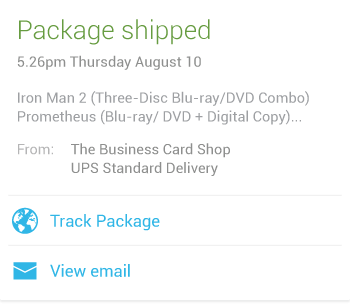 Package shipped
5.26pm Thursday August 10
Iron Man 2 (Three-Disc Blu-ray/DVD Combo)
Prometheus (Blu-ray/ DVD + Digital Copy)...
From: The Business Card Shop
UPS Standard Delivery
Track Package
View email